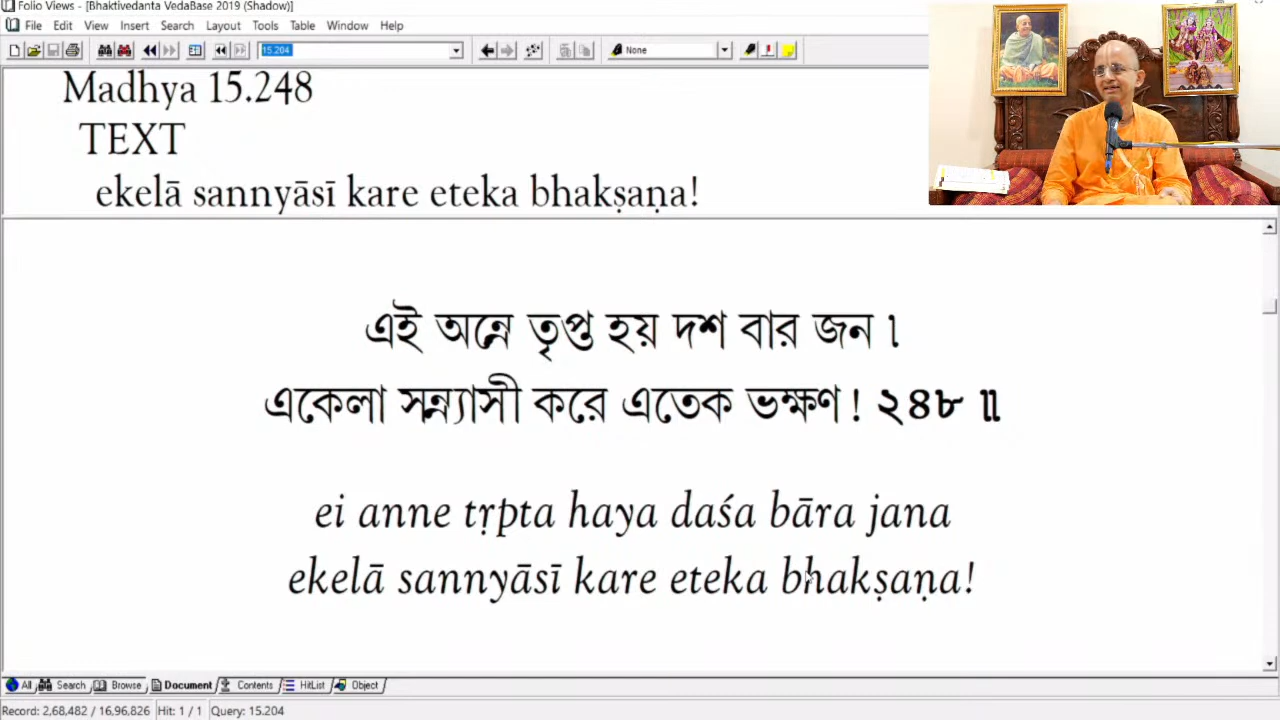 Folio Views - [Bhaktivedanta VedaBase 2019 (Shadow)]
File Edit View Insert Search Layout Tools Table Window Help
15.204 None
Madhya 15.248
TEXT
ekelā sannyāsī kare eteka bhakṣaṇa!
এই অন্নে তৃপ্ত হয় দশ বার জন ৷
একেলা সন্ন্যাসী করে এতেক ভক্ষণ! ২৪৮ ৷৷
ei anne tṛpta haya daśa bāra jana
ekelā sannyāsī kare eteka bhakṣaṇa!
All Search Browse Document Contents HitList Object
Record: 2,68,482 / 16,96,826 Hit: 1 / 1 Query: 15.204